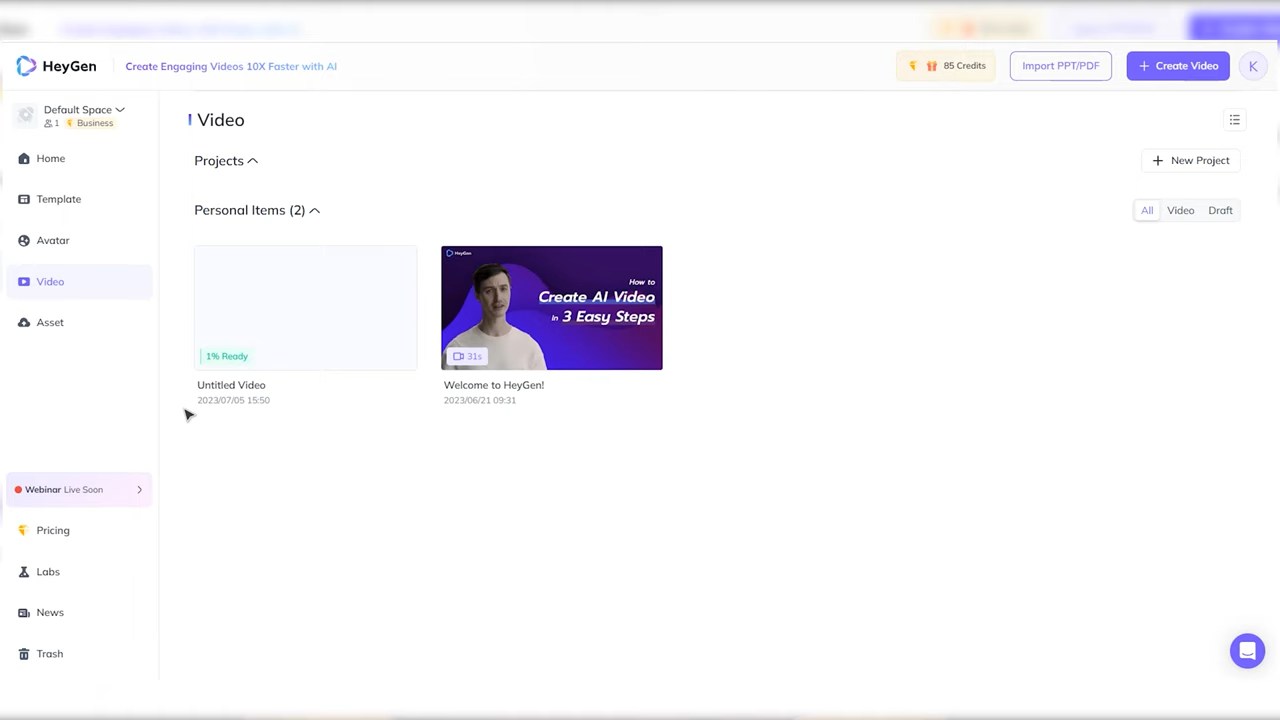 HeyGen
Create Engaging Videos 10X Faster with AI
85 Credits
Import PPT/PDF
+ Create Video
K
Default Space
1 Business
Home
Template
Avatar
Video
Asset
Webinar Live Soon
Pricing
Labs
News
Trash
Video
Projects
+ New Project
Personal Items (2)
All Video Draft
1% Ready
Untitled Video
2023/07/05 15:50
HeyGen
How to
Create AI Video
in 3 Easy Steps
31s
Welcome to HeyGen!
2023/06/21 09:31